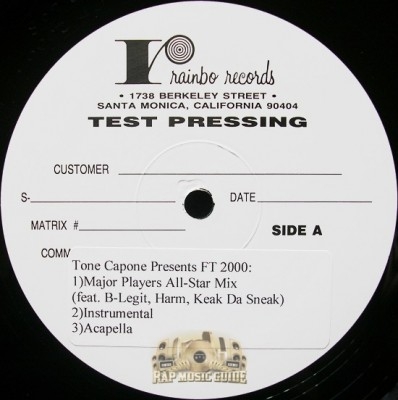 r
rainbo records
• 1738 BERKELEY STREET •
SANTA MONICA, CALIFORNIA 90404
TEST PRESSING
CUSTOMER
S- DATE
MATRIX # SIDE A
COMM
Tone Capone Presents FT 2000:
1)Major Players All-Star Mix
(feat. B-Legit, Harm, Keak Da Sneak)
2)Instrumental
3)Acapella
RAP MUSIC GUIDE